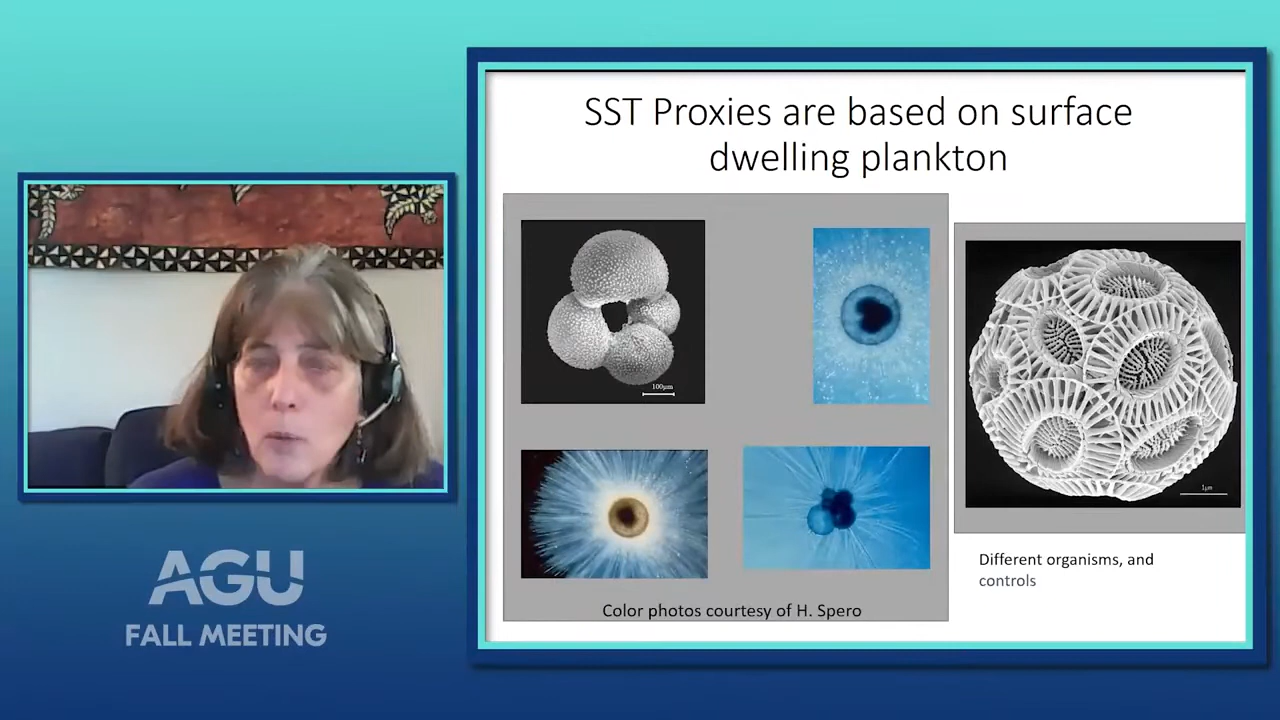 SST Proxies are based on surface
dwelling plankton
100µm
1µm
Different organisms, and
controls
Color photos courtesy of H. Spero
AGU
FALL MEETING